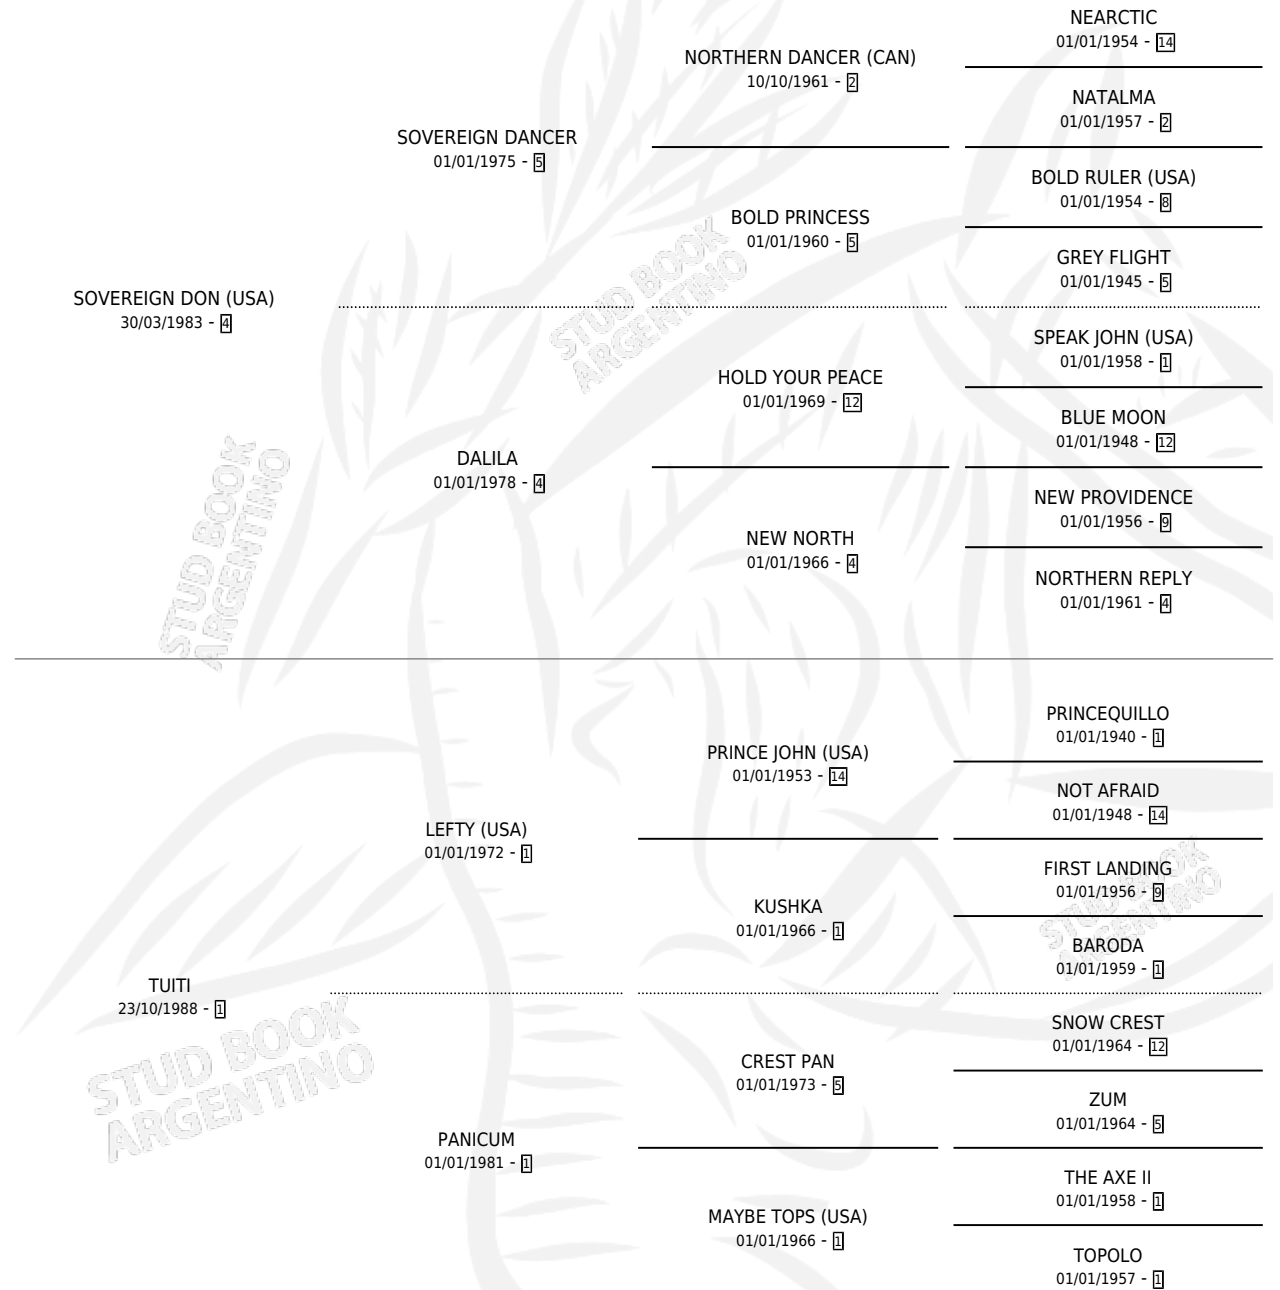 NEARCTIC
01/01/1954 - 14
NORTHERN DANCER (CAN)
10/10/1961 - 2
NATALMA
01/01/1957 - 2
SOVEREIGN DANCER
01/01/1975 - 5
BOLD RULER (USA)
01/01/1954 - 8
BOLD PRINCESS
01/01/1960 - 5
GREY FLIGHT
01/01/1945 - 5
STUD BOOK
ARGENTINO
SOVEREIGN DON (USA)
30/03/1983 - 4
SPEAK JOHN (USA)
01/01/1958 - 1
HOLD YOUR PEACE
01/01/1969 - 12
BLUE MOON
01/01/1948 - 12
DALILA
01/01/1978 - 4
NEW PROVIDENCE
01/01/1956 - 9
NEW NORTH
01/01/1966 - 4
NORTHERN REPLY
01/01/1961 - 4
STUD BOOK
ARGENTINO
PRINCEQUILLO
01/01/1940 - 1
PRINCE JOHN (USA)
01/01/1953 - 14
NOT AFRAID
01/01/1948 - 14
LEFTY (USA)
01/01/1972 - 1
FIRST LANDING
01/01/1956 - 9
KUSHKA
01/01/1966 - 1
BARODA
01/01/1959 - 1
STUD BOOK
ARGENTINO
TUITI
23/10/1988 - 1
SNOW CREST
01/01/1964 - 12
CREST PAN
01/01/1973 - 5
ZUM
01/01/1964 - 5
STUD BOOK
ARGENTINO
PANICUM
01/01/1981 - 1
THE AXE II
01/01/1958 - 1
MAYBE TOPS (USA)
01/01/1966 - 1
TOPOLO
01/01/1957 - 1